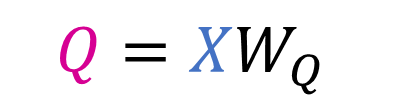 Q = XW_Q